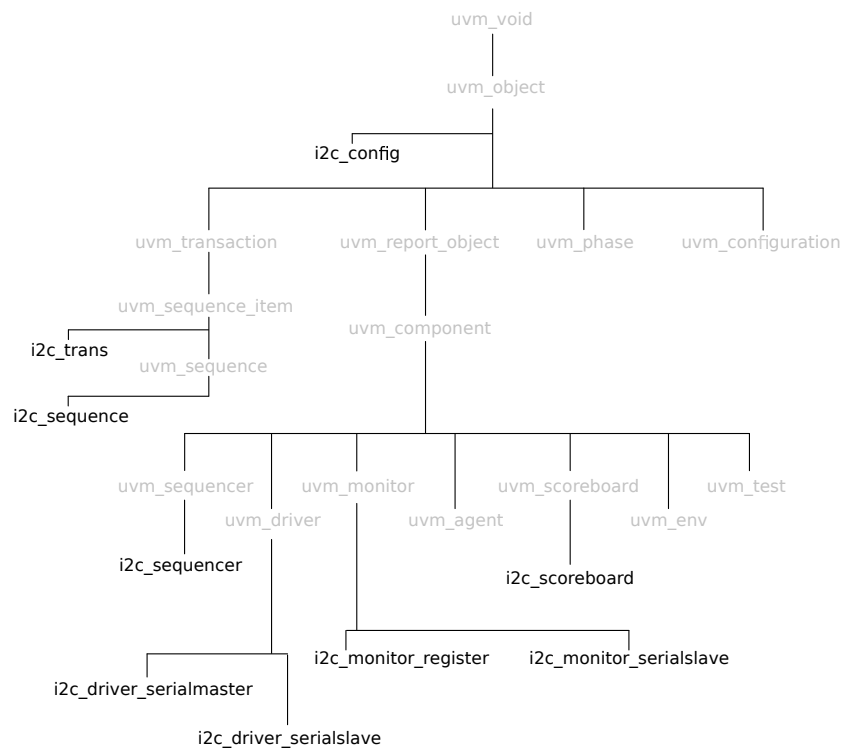 uvm_void
uvm_object
i2c_config
uvm_transaction uvm_report_object uvm_phase uvm_configuration
uvm_sequence_item
uvm_component
i2c_trans
uvm_sequence
i2c_sequence
uvm_sequencer uvm_monitor uvm_scoreboard uvm_test
uvm_driver uvm_agent uvm_env
i2c_sequencer
i2c_scoreboard
i2c_monitor_register i2c_monitor_serialslave
i2c_driver_serialmaster
i2c_driver_serialslave